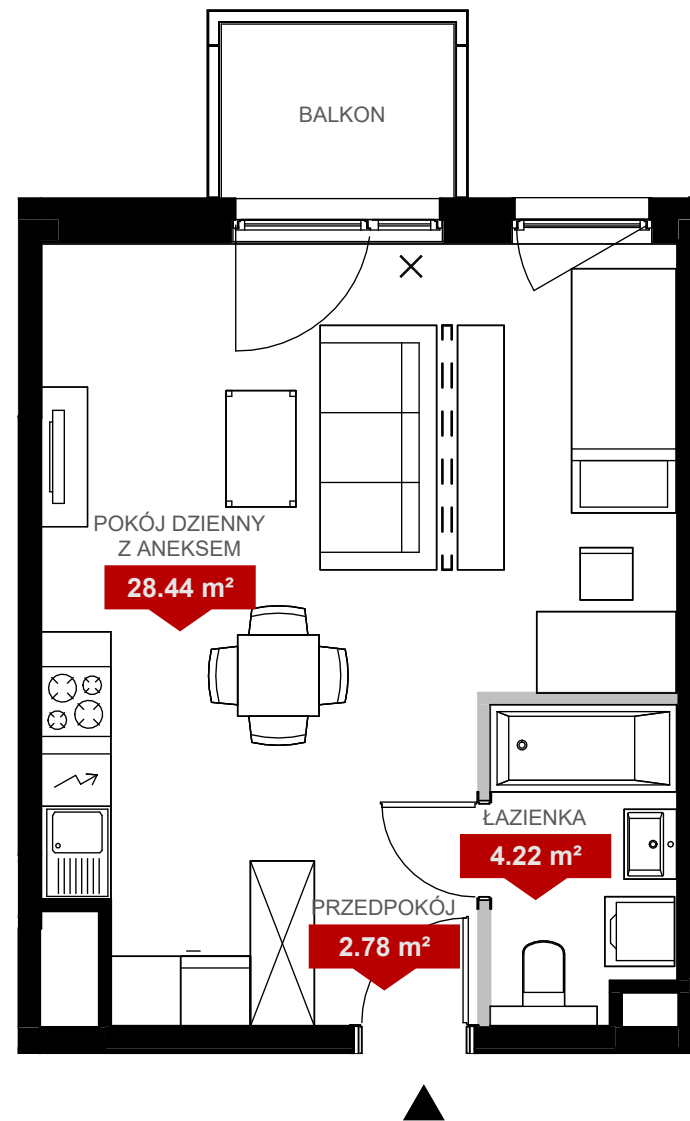 BALKON
POKÓJ DZIENNY
Z ANEKSEM
28.44 m²
ŁAZIENKA
4.22 m²
PRZEDPOKÓJ
2.78 m²